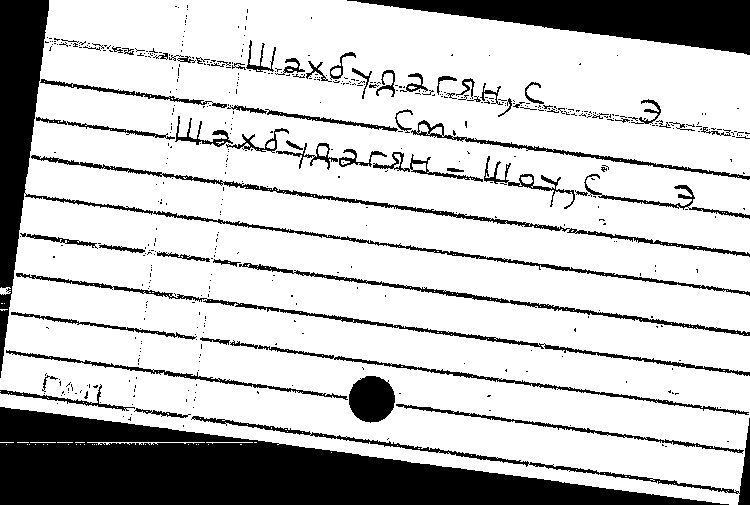 Шахбудагян, С Э
См.:
Шахбудагян - Шоу, С Э